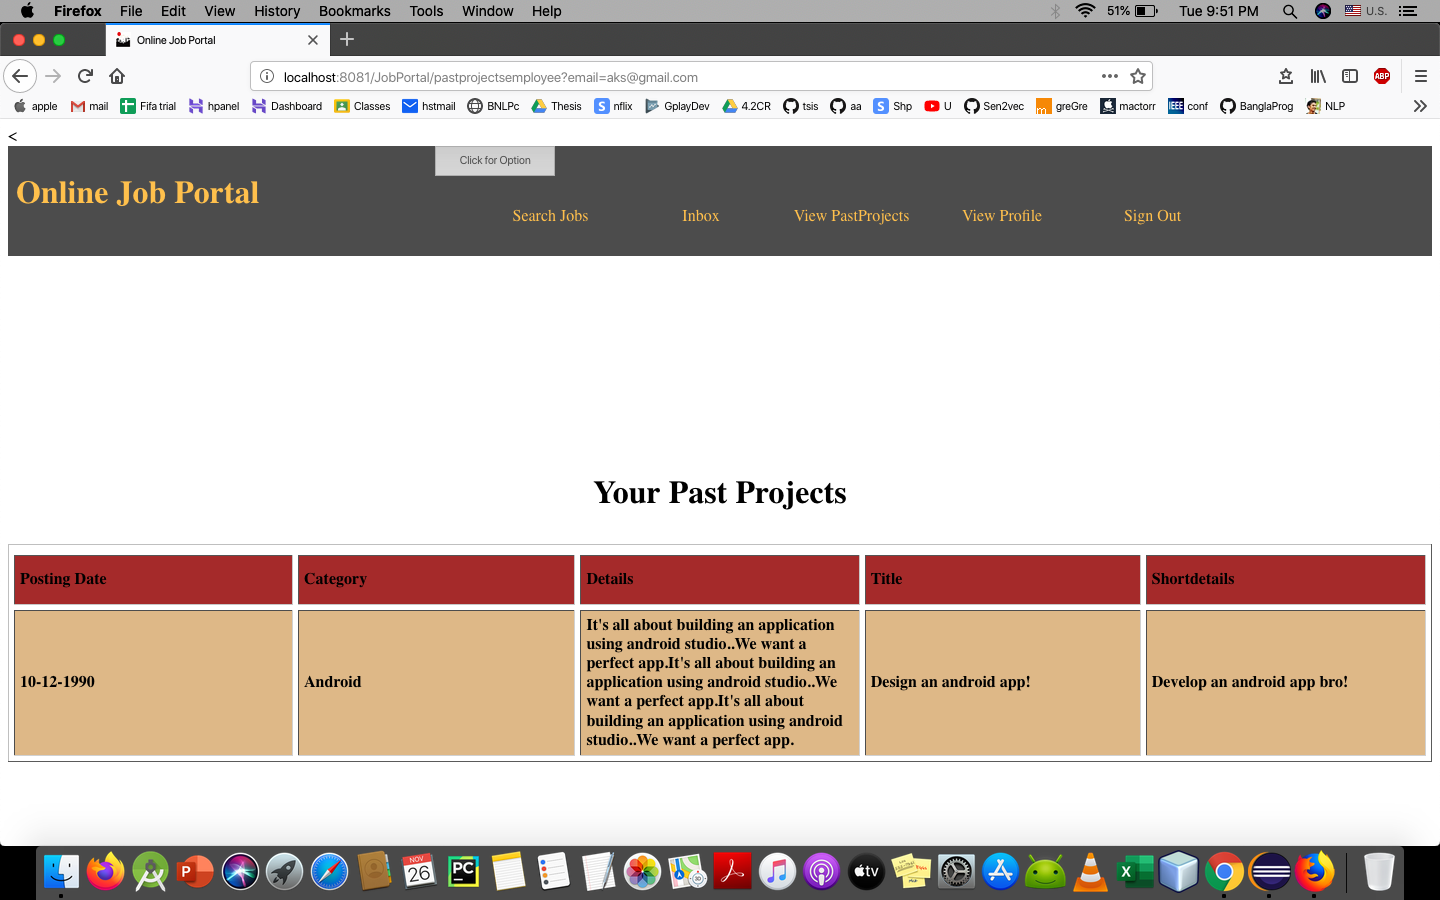 Firefox File Edit View History Bookmarks Tools Window Help 51% Tue 9:51 PM U.S.
Online Job Portal
localhost:8081/JobPortal/pastprojectsemployee?email=aks@gmail.com ABP
apple mail Fifa trial hpanel Dashboard Classes hstmail BNLPc Thesis nflix GplayDev 4.2CR tsis aa Shp U Sen2vec greGre mactorr conf BanglaProg NLP
<
Click for Option
Online Job Portal
Search Jobs Inbox View PastProjects View Profile Sign Out
Your Past Projects
Posting Date Category Details Title Shortdetails
It's all about building an application
using android studio..We want a
perfect app.It's all about building an
10-12-1990 Android application using android studio..We Design an android app! Develop an android app bro!
want a perfect app.It's all about
building an application using android
studio..We want a perfect app.
NOV
26
PC
tv